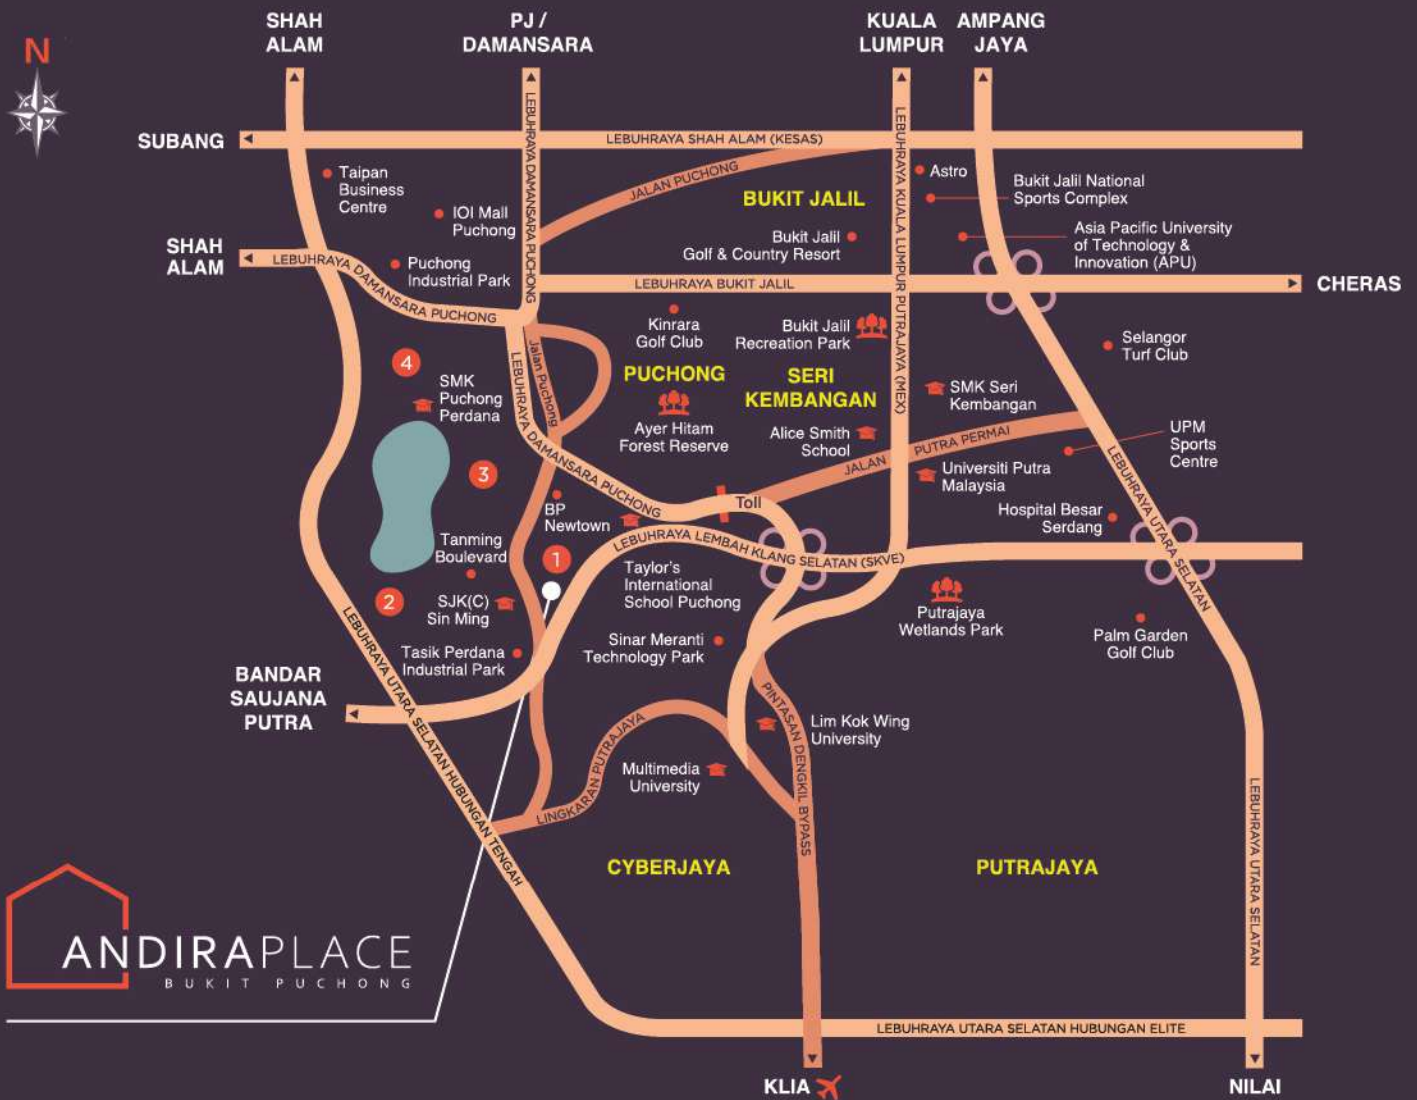 SHAH
ALAM
PJ /
DAMANSARA
KUALA
LUMPUR
AMPANG
JAYA
N
SUBANG
LEBUHRAYA SHAH ALAM (KESAS)
LEBUHRAYA DAMANSARA PUCHONG
LEBUHRAYA KUALA LUMPUR PUTRAJAYA (MEX)
JALAN PUCHONG
Taipan
Business
Centre
IOI Mall
Puchong
BUKIT JALIL
Astro
Bukit Jalil National
Sports Complex
Bukit Jalil
Golf & Country Resort
Asia Pacific University
of Technology &
Innovation (APU)
SHAH
ALAM
LEBUHRAYA DAMANSARA PUCHONG
Puchong
Industrial Park
LEBUHRAYA BUKIT JALIL
CHERAS
Kinrara
Golf Club
Bukit Jalil
Recreation Park
Selangor
Turf Club
4
Jalan Puchong
LEBUHRAYA DAMANSARA PUCHONG
PUCHONG
SERI
KEMBANGAN
SMK
Puchong
Perdana
SMK Seri
Kembangan
Ayer Hitam
Forest Reserve
Alice Smith
School
JALAN PUTRA PERMAI
UPM
Sports
Centre
3
Universiti Putra
Malaysia
LEBUHRAYA UTARA SELATAN
BP
Newtown
Toll
Hospital Besar
Serdang
Tanming
Boulevard
1
LEBUHRAYA LEMBAH KLANG SELATAN (SKVE)
Taylor's
International
School Puchong
2
SJK(C)
Sin Ming
Putrajaya
Wetlands Park
Palm Garden
Golf Club
Tasik Perdana
Industrial Park
Sinar Meranti
Technology Park
LEBUHRAYA UTARA SELATAN HUBUNGAN TENGAH
BANDAR
SAUJANA
PUTRA
PINTASAN DENGKIL BYPASS
LINGKARAN PUTRAJAYA
Lim Kok Wing
University
Multimedia
University
LEBUHRAYA UTARA SELATAN
CYBERJAYA
PUTRAJAYA
ANDIRAPLACE
BUKIT PUCHONG
LEBUHRAYA UTARA SELATAN HUBUNGAN ELITE
KLIA
NILAI